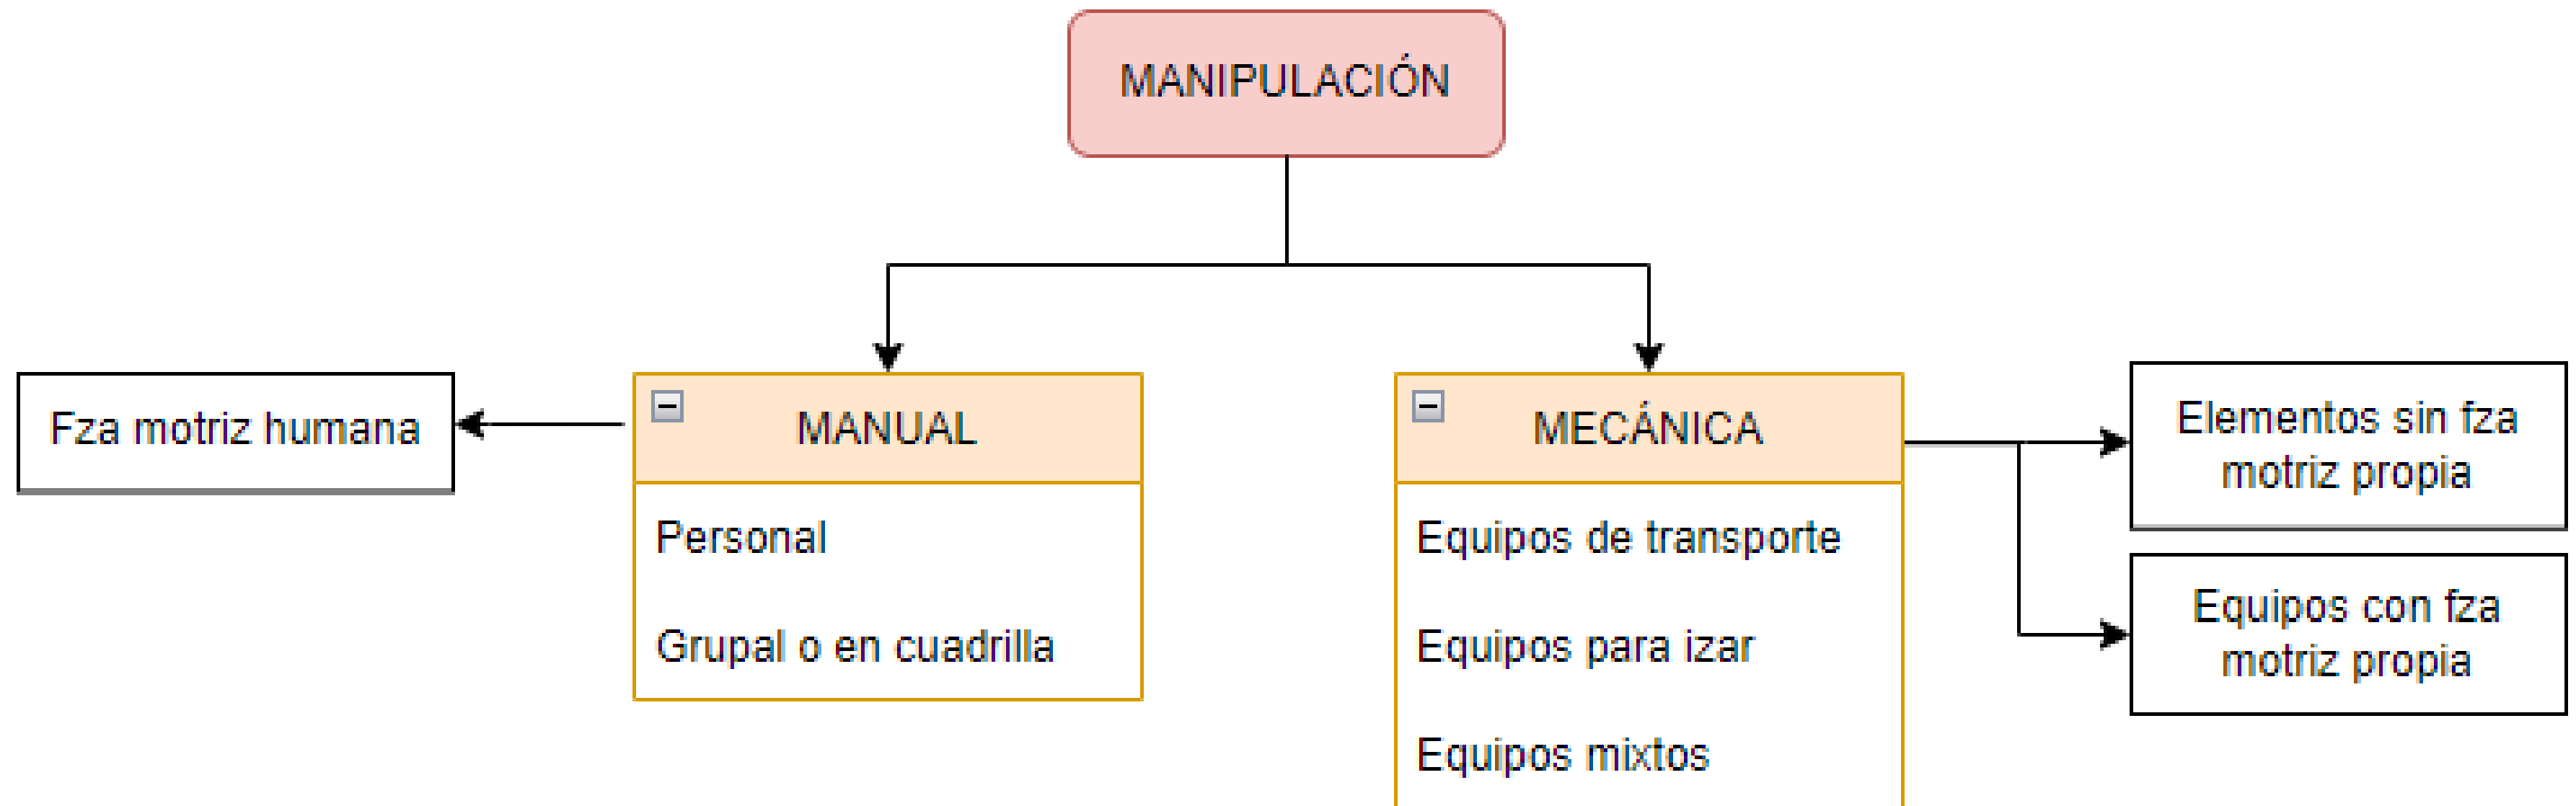 MANIPULACIÓN
Fza motriz humana
MANUAL
Personal
Grupal o en cuadrilla
MECÁNICA
Equipos de transporte
Equipos para izar
Equipos mixtos
Elementos sin fza
motriz propia
Equipos con fza
motriz propia